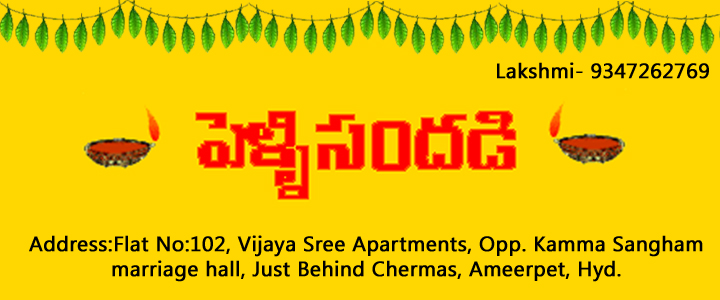 Lakshmi- 9347262769
పెళ్ళిసందడి
Address:Flat No:102, Vijaya Sree Apartments, Opp. Kamma Sangham
marriage hall, Just Behind Chermas, Ameerpet, Hyd.